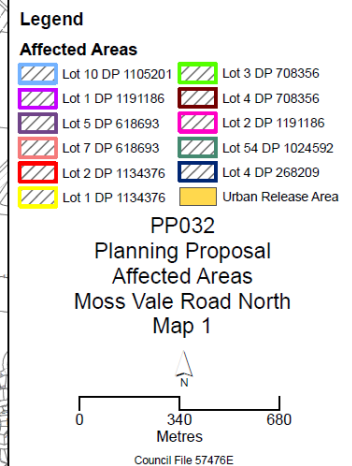 Legend
Affected Areas
Lot 10 DP 1105201
Lot 1 DP 1191186
Lot 5 DP 618693
Lot 7 DP 618693
Lot 2 DP 1134376
Lot 1 DP 1134376
Lot 3 DP 708356
Lot 4 DP 708356
Lot 2 DP 1191186
Lot 54 DP 1024592
Lot 4 DP 268209
Urban Release Area
PP032
Planning Proposal
Affected Areas
Moss Vale Road North
Map 1
N
0 340 680
Metres
Council File 57476E